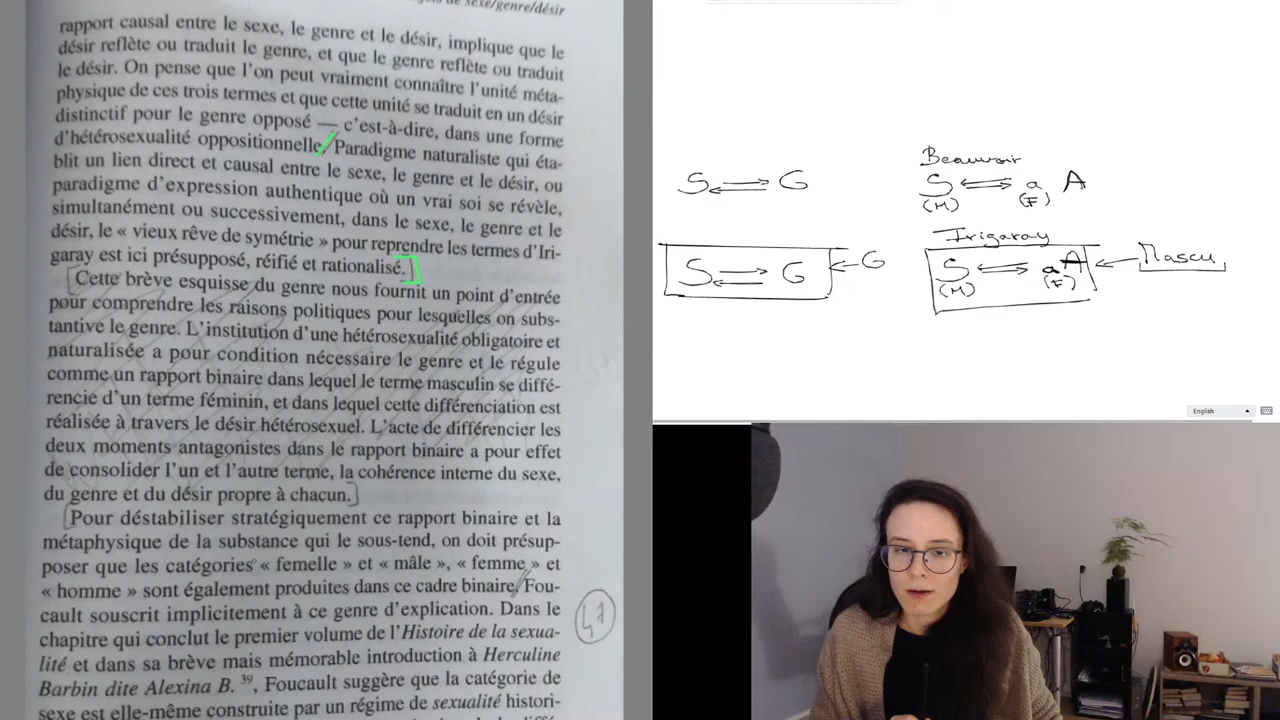 de sexe/genre/désir
rapport causal entre le sexe, le genre et le désir, implique que le
désir reflète ou traduit le genre, et que le genre reflète ou traduit
le désir. On pense que l'on peut vraiment connaître l'unité méta-
physique de ces trois termes et que cette unité se traduit en un désir
distinctif pour le genre opposé — c'est-à-dire, dans une forme
d'hétérosexualité oppositionnelle/Paradigme naturaliste qui éta-
blit un lien direct et causal entre le sexe, le genre et le désir, ou
paradigme d'expression authentique où un vrai soi se révèle,
simultanément ou successivement, dans le sexe, le genre et le
désir, le « vieux rêve de symétrie » pour reprendre les termes d'Iri-
garay est ici présupposé, réifié et rationalisé.]
[Cette brève esquisse du genre nous fournit un point d'entrée
pour comprendre les raisons politiques pour lesquelles on subs-
tantive le genre. L'institution d'une hétérosexualité obligatoire et
naturalisée a pour condition nécessaire le genre et le régule
comme un rapport binaire dans lequel le terme masculin se diffé-
rencie d'un terme féminin, et dans lequel cette différenciation est
réalisée à travers le désir hétérosexuel. L'acte de différencier les
deux moments antagonistes dans le rapport binaire a pour effet
de consolider l'un et l'autre terme, la cohérence interne du sexe,
du genre et du désir propre à chacun.]
[Pour déstabiliser stratégiquement ce rapport binaire et la
métaphysique de la substance qui le sous-tend, on doit présup-
poser que les catégories « femelle » et « mâle », « femme » et
« homme » sont également produites dans ce cadre binaire/Fou-
cault souscrit implicitement à ce genre d'explication. Dans le
chapitre qui conclut le premier volume de l'Histoire de la sexua-
lité et dans sa brève mais mémorable introduction à Herculine
Barbin dite Alexina B. 39, Foucault suggère que la catégorie de
sexe est elle-même construite par un régime de sexualité histori-
47
S ⇄ G
S ⇄ G ← G
Beauvoir
S ⇄ a A
(M) (F)
Irigaray
S ⇄ a A ← Mascu
(M) (F)
English